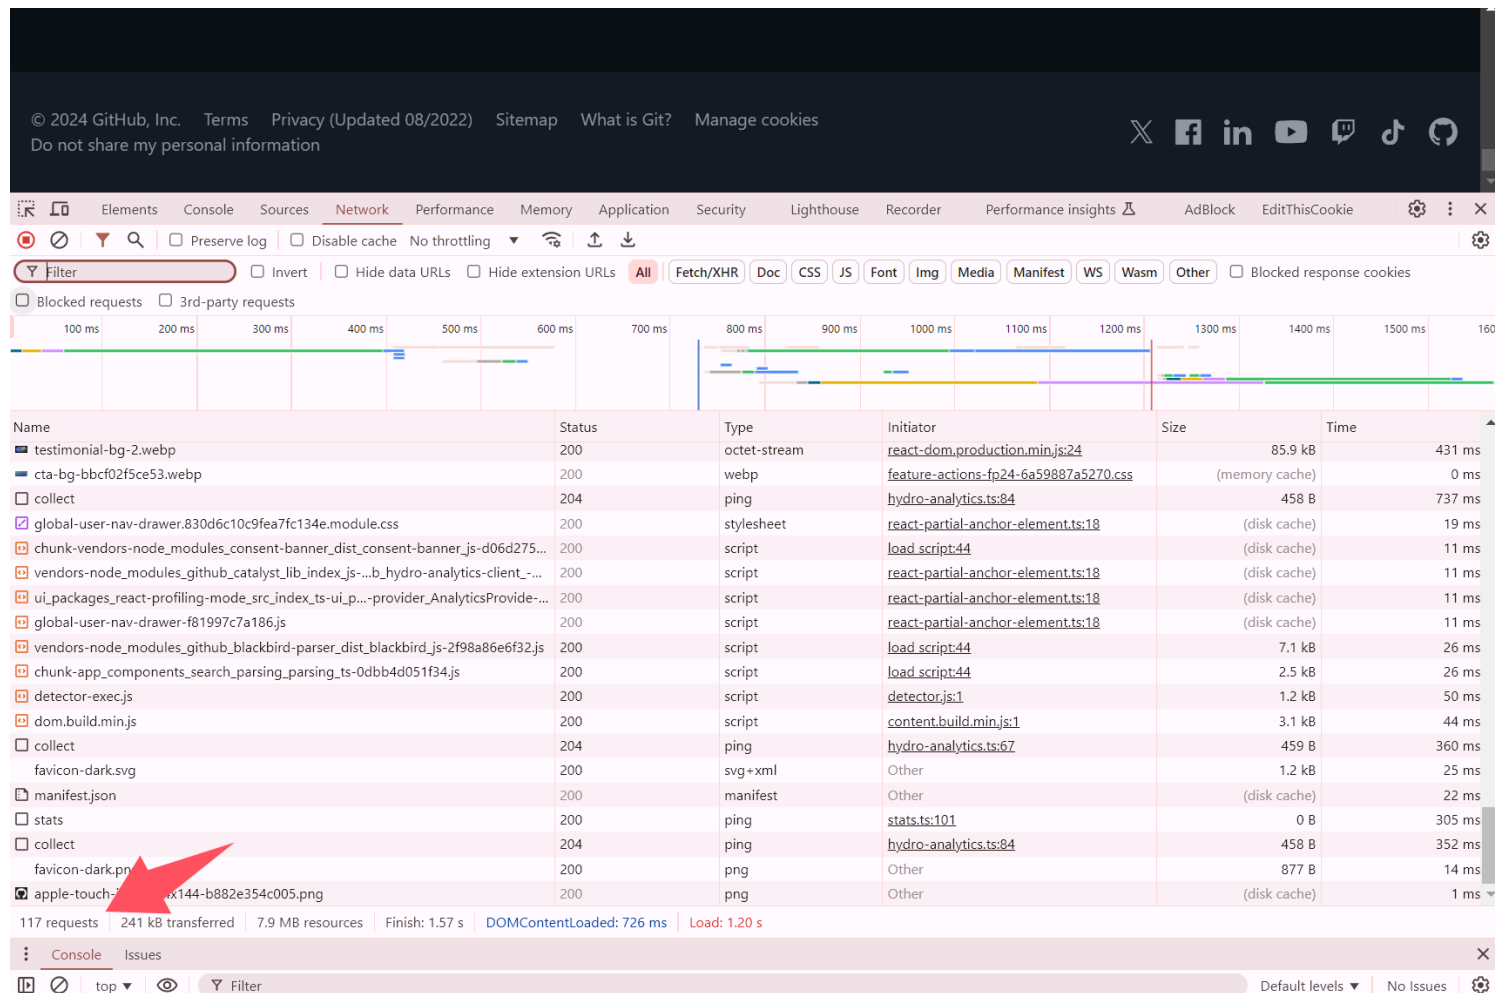 © 2024 GitHub, Inc. Terms Privacy (Updated 08/2022) Sitemap What is Git? Manage cookies
Do not share my personal information
Elements Console Sources Network Performance Memory Application Security Lighthouse Recorder Performance insights AdBlock EditThisCookie
Preserve log Disable cache No throttling
Filter Invert Hide data URLs Hide extension URLs All Fetch/XHR Doc CSS JS Font Img Media Manifest WS Wasm Other Blocked response cookies
Blocked requests 3rd-party requests
100 ms 200 ms 300 ms 400 ms 500 ms 600 ms 700 ms 800 ms 900 ms 1000 ms 1100 ms 1200 ms 1300 ms 1400 ms 1500 ms 160
Name Status Type Initiator Size Time
testimonial-bg-2.webp 200 octet-stream react-dom.production.min.js:24 85.9 kB 431 ms
cta-bg-bbcf02f5ce53.webp 200 webp feature-actions-fp24-6a59887a5270.css (memory cache) 0 ms
collect 204 ping hydro-analytics.ts:84 458 B 737 ms
global-user-nav-drawer.830d6c10c9fea7fc134e.module.css 200 stylesheet react-partial-anchor-element.ts:18 (disk cache) 19 ms
chunk-vendors-node_modules_consent-banner_dist_consent-banner_js-d06d275... 200 script load script:44 (disk cache) 11 ms
vendors-node_modules_github_catalyst_lib_index_js-...b_hydro-analytics-client_-... 200 script react-partial-anchor-element.ts:18 (disk cache) 11 ms
ui_packages_react-profiling-mode_src_index_ts-ui_p...-provider_AnalyticsProvide-... 200 script react-partial-anchor-element.ts:18 (disk cache) 11 ms
global-user-nav-drawer-f81997c7a186.js 200 script react-partial-anchor-element.ts:18 (disk cache) 11 ms
vendors-node_modules_github_blackbird-parser_dist_blackbird_js-2f98a86e6f32.js 200 script load script:44 7.1 kB 26 ms
chunk-app_components_search_parsing_parsing_ts-0dbb4d051f34.js 200 script load script:44 2.5 kB 26 ms
detector-exec.js 200 script detector.js:1 1.2 kB 50 ms
dom.build.min.js 200 script content.build.min.js:1 3.1 kB 44 ms
collect 204 ping hydro-analytics.ts:67 459 B 360 ms
favicon-dark.svg 200 svg+xml Other 1.2 kB 25 ms
manifest.json 200 manifest Other (disk cache) 22 ms
stats 200 ping stats.ts:101 0 B 305 ms
collect 204 ping hydro-analytics.ts:84 458 B 352 ms
favicon-dark.pn 200 png Other 877 B 14 ms
apple-touch- x144-b882e354c005.png 200 png Other (disk cache) 1 ms
117 requests 241 kB transferred 7.9 MB resources Finish: 1.57 s DOMContentLoaded: 726 ms Load: 1.20 s
Console Issues
top Filter Default levels No Issues